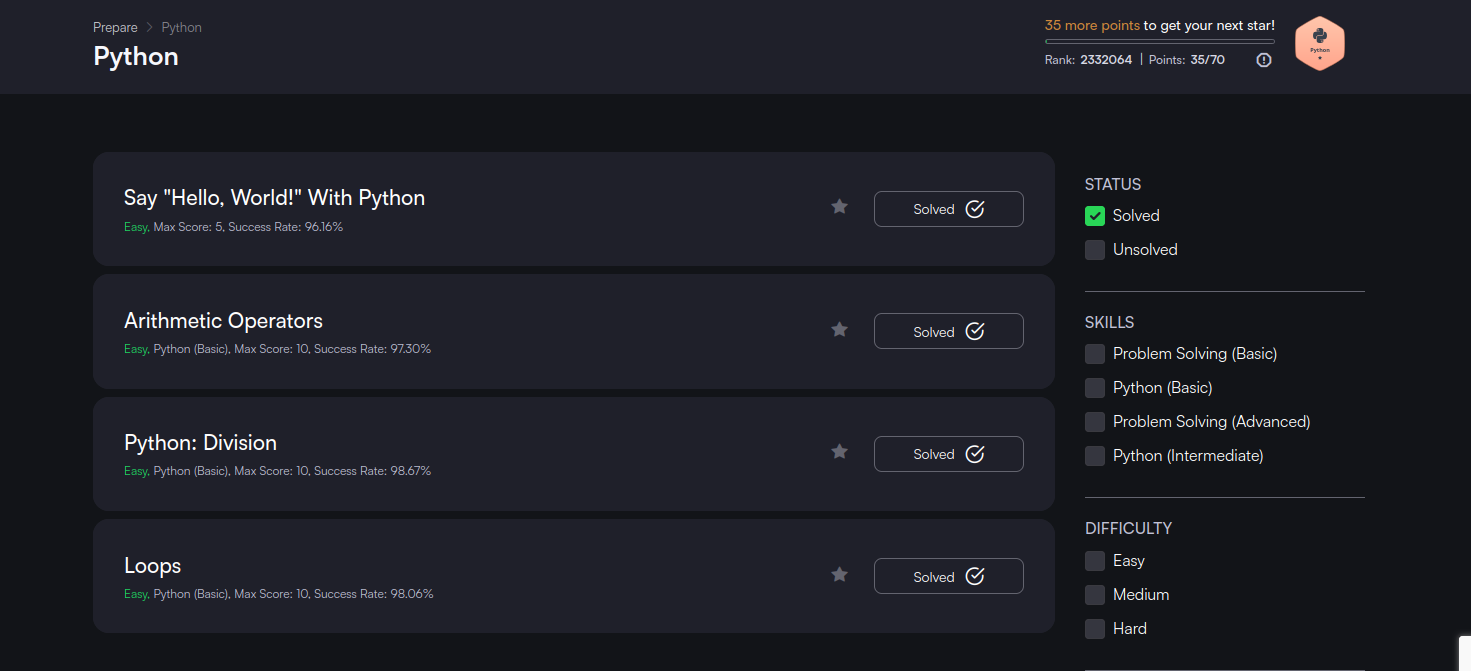 Prepare > Python
Python
35 more points to get your next star!
Rank: 2332064 | Points: 35/70
Python
Say "Hello, World!" With Python
Easy, Max Score: 5, Success Rate: 96.16%
Solved
Arithmetic Operators
Easy, Python (Basic), Max Score: 10, Success Rate: 97.30%
Solved
Python: Division
Easy, Python (Basic), Max Score: 10, Success Rate: 98.67%
Solved
Loops
Easy, Python (Basic), Max Score: 10, Success Rate: 98.06%
Solved
STATUS
Solved
Unsolved
SKILLS
Problem Solving (Basic)
Python (Basic)
Problem Solving (Advanced)
Python (Intermediate)
DIFFICULTY
Easy
Medium
Hard